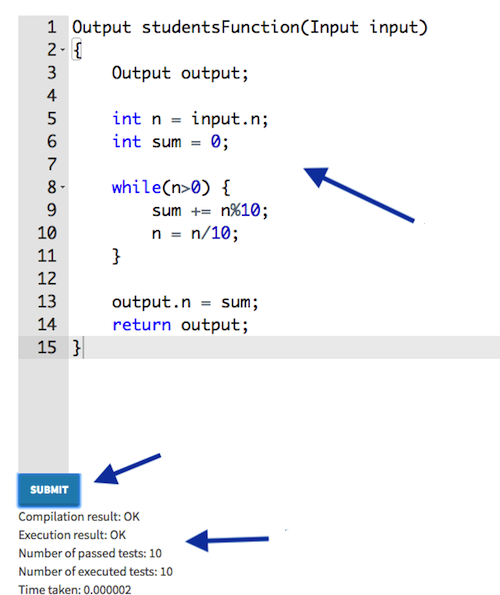 1 Output studentsFunction(Input input)
2 {
3     Output output;
4
5     int n = input.n;
6     int sum = 0;
7
8     while(n>0) {
9         sum += n%10;
10         n = n/10;
11     }
12
13     output.n = sum;
14     return output;
15 }
SUBMIT
Compilation result: OK
Execution result: OK
Number of passed tests: 10
Number of executed tests: 10
Time taken: 0.000002